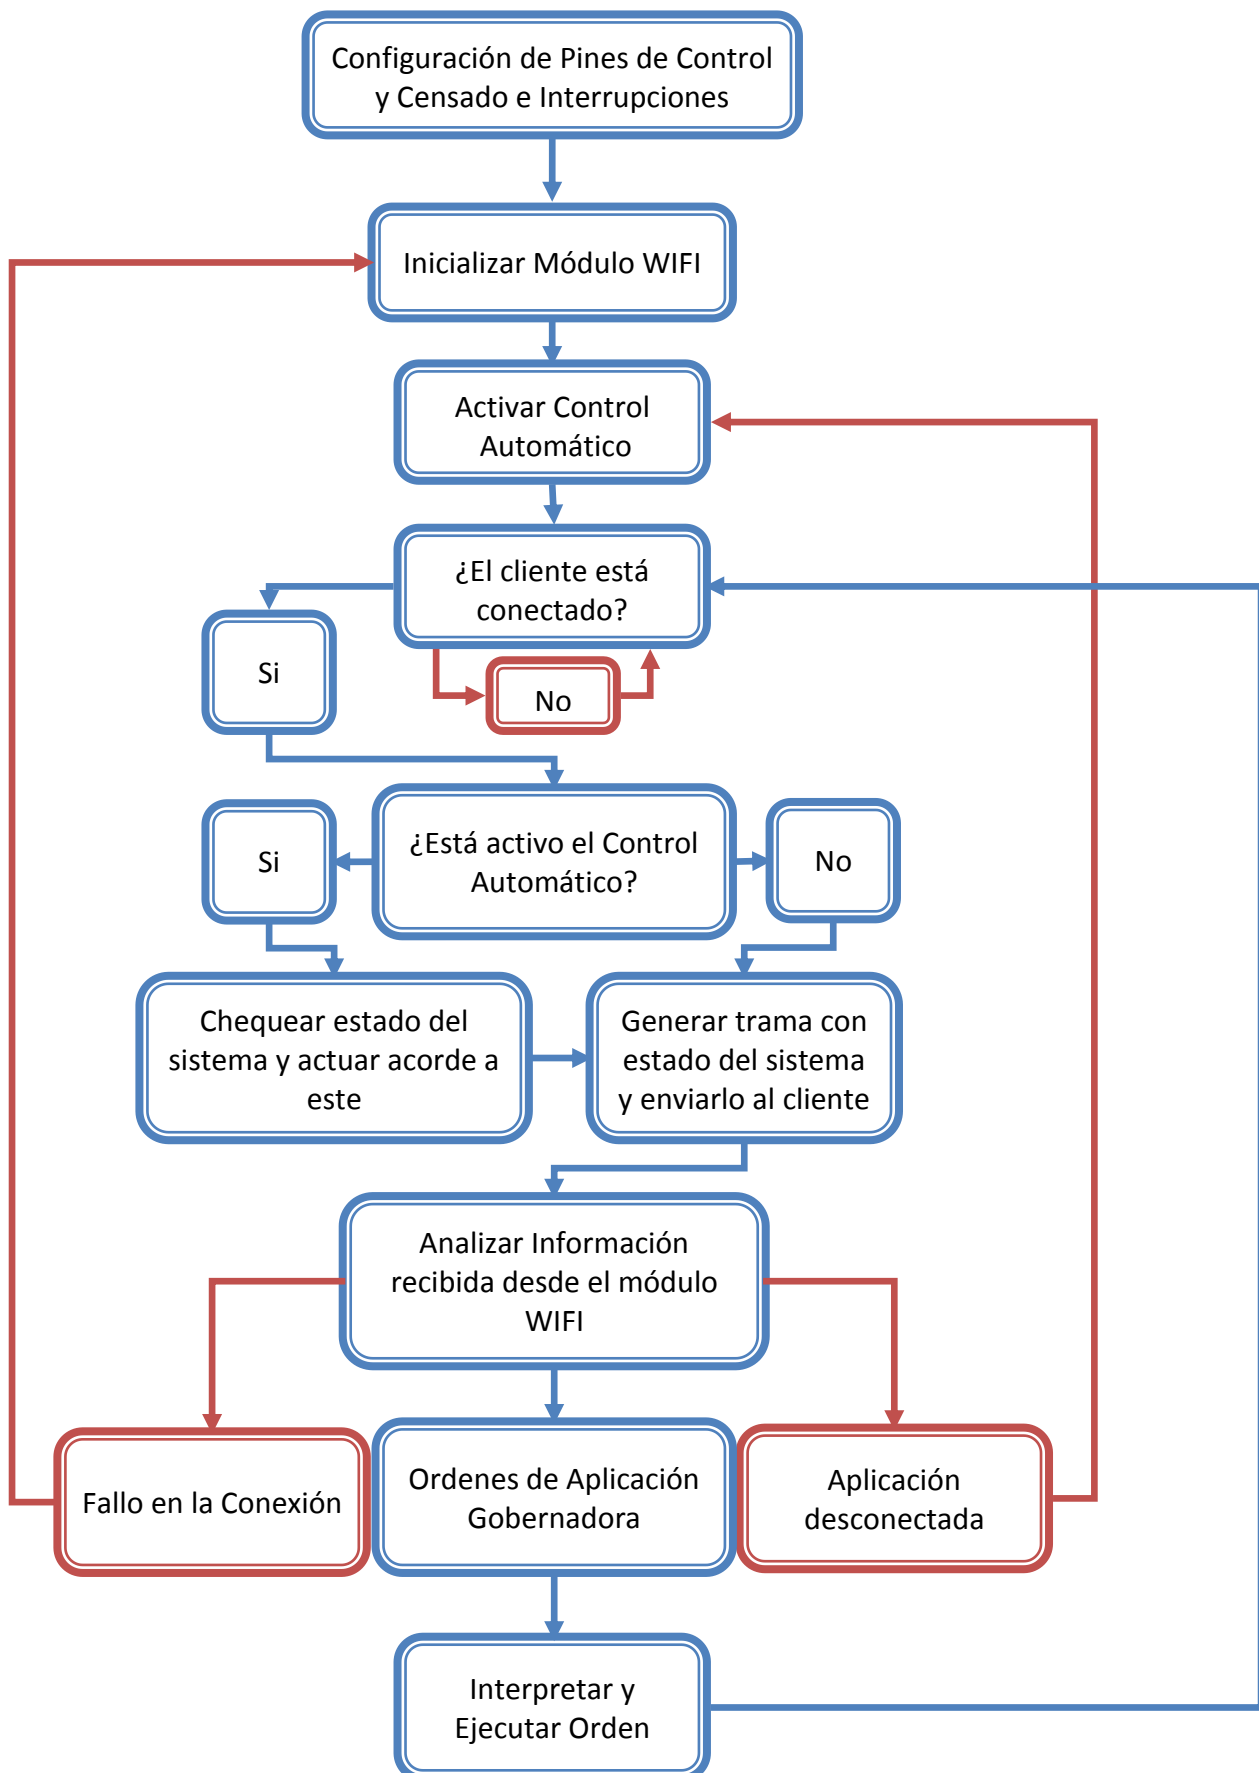 Configuración de Pines de Control
y Censado e Interrupciones
Inicializar Módulo WIFI
Activar Control
Automático
¿El cliente está
conectado?
Si
No
Si
¿Está activo el Control
Automático?
No
Chequear estado del
sistema y actuar acorde a
este
Generar trama con
estado del sistema
y enviarlo al cliente
Analizar Información
recibida desde el módulo
WIFI
Fallo en la Conexión
Ordenes de Aplicación
Gobernadora
Aplicación
desconectada
Interpretar y
Ejecutar Orden